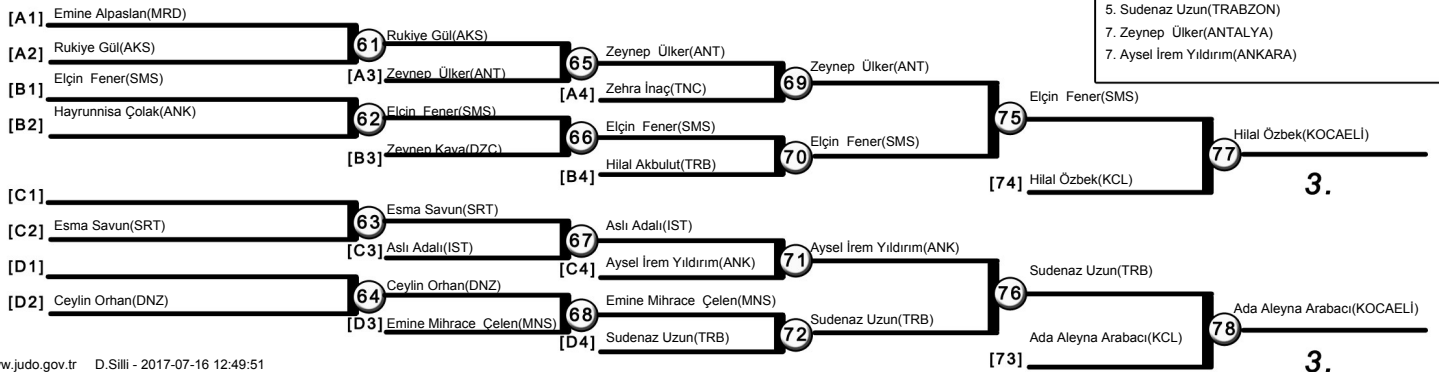 5. Sudenaz Uzun(TRABZON)
7. Zeynep Ülker(ANTALYA)
7. Aysel İrem Yıldırım(ANKARA)
[A1] Emine Alpaslan(MRD)
[A2] Rukiye Gül(AKS)
61 Rukiye Gül(AKS)
[A3] Zeynep Ülker(ANT)
65 Zeynep Ülker(ANT)
[A4] Zehra İnaç(TNC)
69 Zeynep Ülker(ANT)
[B1] Elçin Fener(SMS)
[B2] Hayrunnisa Çolak(ANK)
62 Elçin Fener(SMS)
[B3] Zeynep Kaya(DZC)
66 Elçin Fener(SMS)
[B4] Hilal Akbulut(TRB)
70 Elçin Fener(SMS)
75 Elçin Fener(SMS)
[74] Hilal Özbek(KCL)
77 Hilal Özbek(KOCAELİ)
3.
[C1]
[C2] Esma Savun(SRT)
63 Esma Savun(SRT)
[C3] Aslı Adalı(IST)
67 Aslı Adalı(IST)
[C4] Aysel İrem Yıldırım(ANK)
71 Aysel İrem Yıldırım(ANK)
[D1]
[D2] Ceylin Orhan(DNZ)
64 Ceylin Orhan(DNZ)
[D3] Emine Mihrace Çelen(MNS)
68 Emine Mihrace Çelen(MNS)
[D4] Sudenaz Uzun(TRB)
72 Sudenaz Uzun(TRB)
76 Sudenaz Uzun(TRB)
[73] Ada Aleyna Arabacı(KCL)
78 Ada Aleyna Arabacı(KOCAELİ)
3.
w.judo.gov.tr D.Silli - 2017-07-16 12:49:51